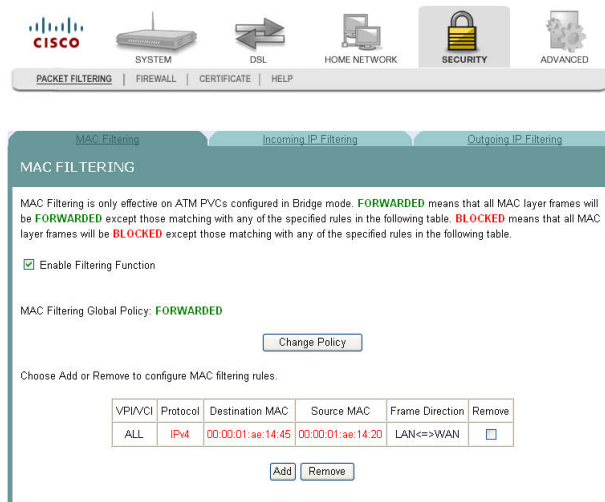 CISCO
SYSTEM DSL HOME NETWORK SECURITY ADVANCED
PACKET FILTERING | FIREWALL | CERTIFICATE | HELP
MAC Filtering Incoming IP Filtering Outgoing IP Filtering
MAC FILTERING
MAC Filtering is only effective on ATM PVCs configured in Bridge mode. FORWARDED means that all MAC layer frames will
be FORWARDED except those matching with any of the specified rules in the following table. BLOCKED means that all MAC
layer frames will be BLOCKED except those matching with any of the specified rules in the following table.
Enable Filtering Function
MAC Filtering Global Policy: FORWARDED
Change Policy
Choose Add or Remove to configure MAC filtering rules.
VPI/VCI Protocol Destination MAC Source MAC Frame Direction Remove
ALL IPv4 00:00:01:ae:14:45 00:00:01:ae:14:20 LAN<=>WAN
Add Remove